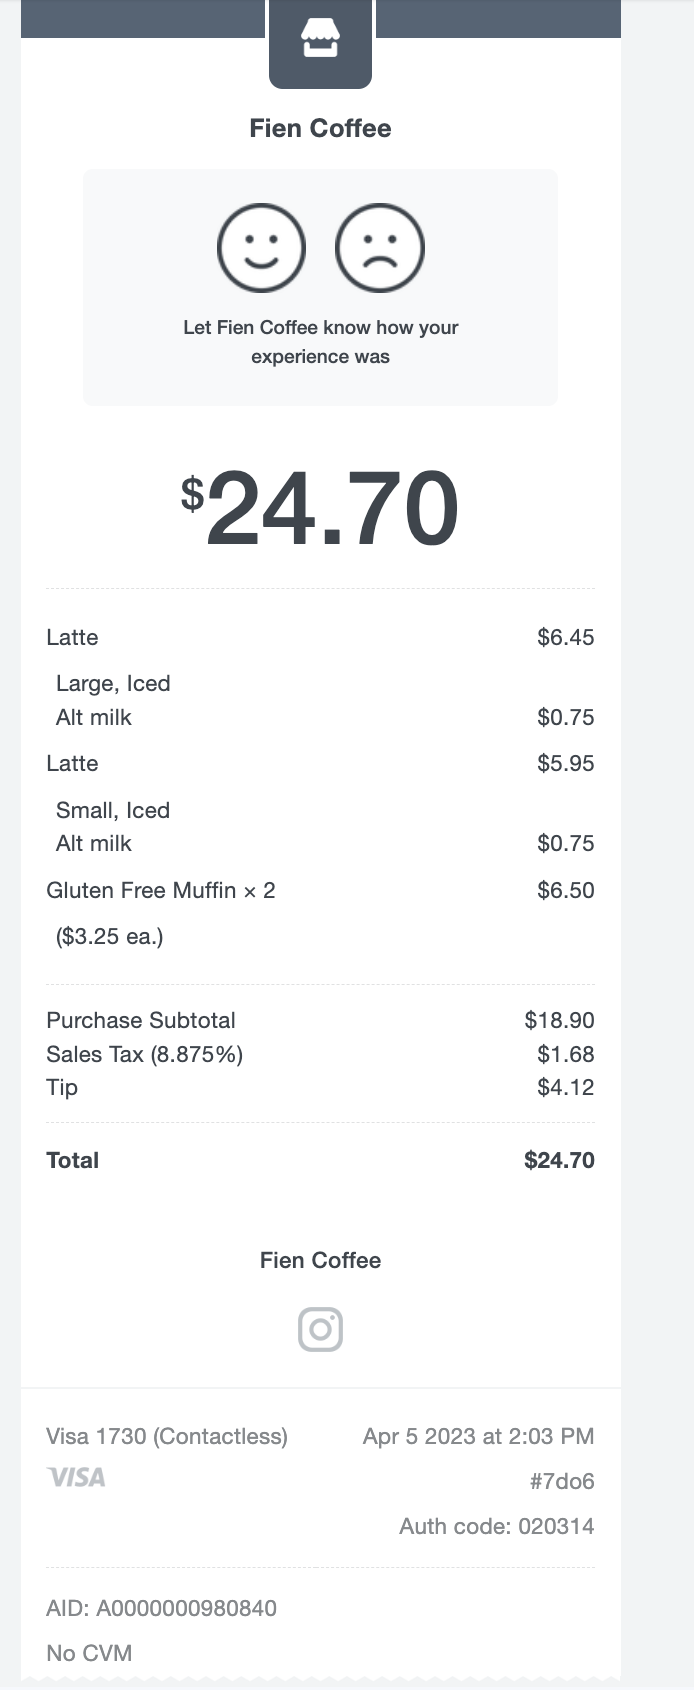 Fien Coffee
Let Fien Coffee know how your
experience was
$24.70
Latte $6.45
Large, Iced
Alt milk $0.75
Latte $5.95
Small, Iced
Alt milk $0.75
Gluten Free Muffin × 2 $6.50
($3.25 ea.)
Purchase Subtotal $18.90
Sales Tax (8.875%) $1.68
Tip $4.12
Total $24.70
Fien Coffee
Visa 1730 (Contactless) Apr 5 2023 at 2:03 PM
VISA #7do6
Auth code: 020314
AID: A0000000980840
No CVM